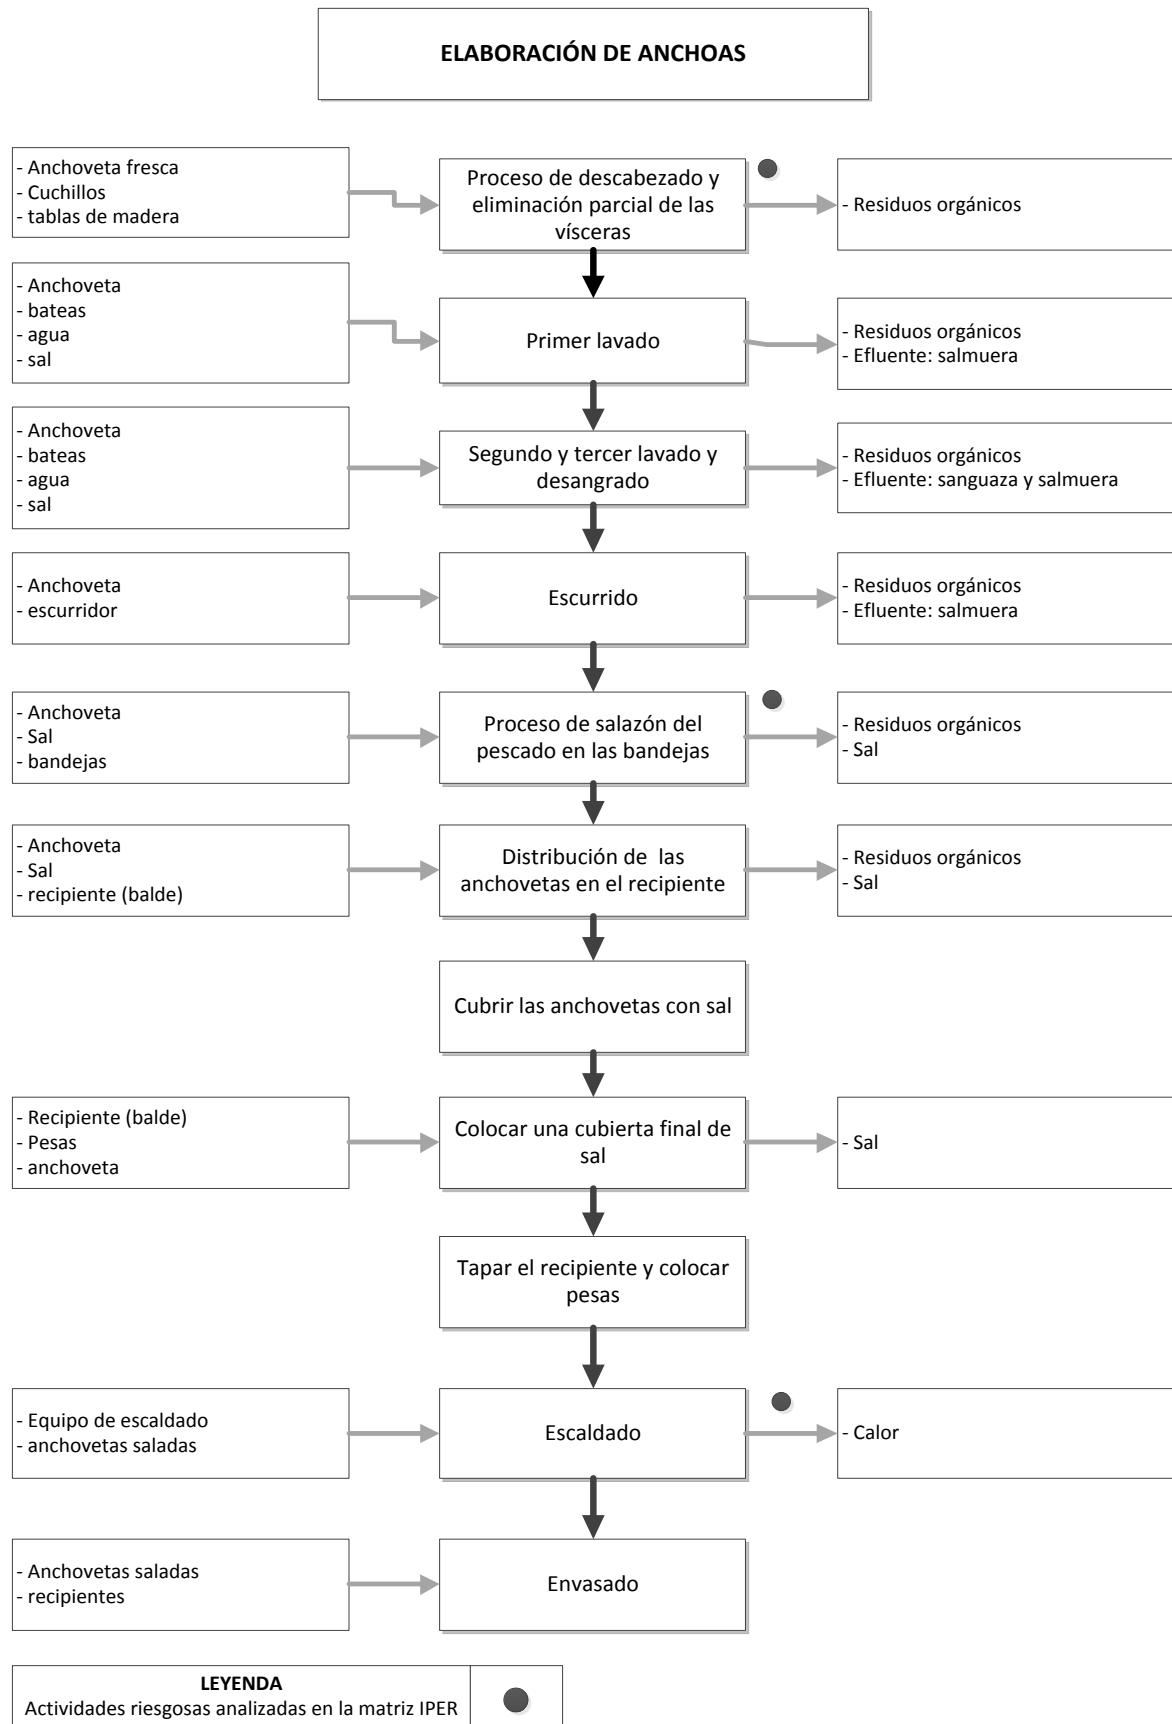 ELABORACIÓN DE ANCHOAS
- Anchoveta fresca
- Cuchillos
- tablas de madera
Proceso de descabezado y
eliminación parcial de las
vísceras
- Residuos orgánicos
- Anchoveta
- bateas
- agua
- sal
Primer lavado
- Residuos orgánicos
- Efluente: salmuera
- Anchoveta
- bateas
- agua
- sal
Segundo y tercer lavado y
desangrado
- Residuos orgánicos
- Efluente: sanguaza y salmuera
- Anchoveta
- escurridor
Escurrido
- Residuos orgánicos
- Efluente: salmuera
- Anchoveta
- Sal
- bandejas
Proceso de salazón del
pescado en las bandejas
- Residuos orgánicos
- Sal
- Anchoveta
- Sal
- recipiente (balde)
Distribución de las
anchovetas en el recipiente
- Residuos orgánicos
- Sal
Cubrir las anchovetas con sal
- Recipiente (balde)
- Pesas
- anchoveta
Colocar una cubierta final de
sal
- Sal
Tapar el recipiente y colocar
pesas
- Equipo de escaldado
- anchovetas saladas
Escaldado
- Calor
- Anchovetas saladas
- recipientes
Envasado
LEYENDA
Actividades riesgosas analizadas en la matriz IPER